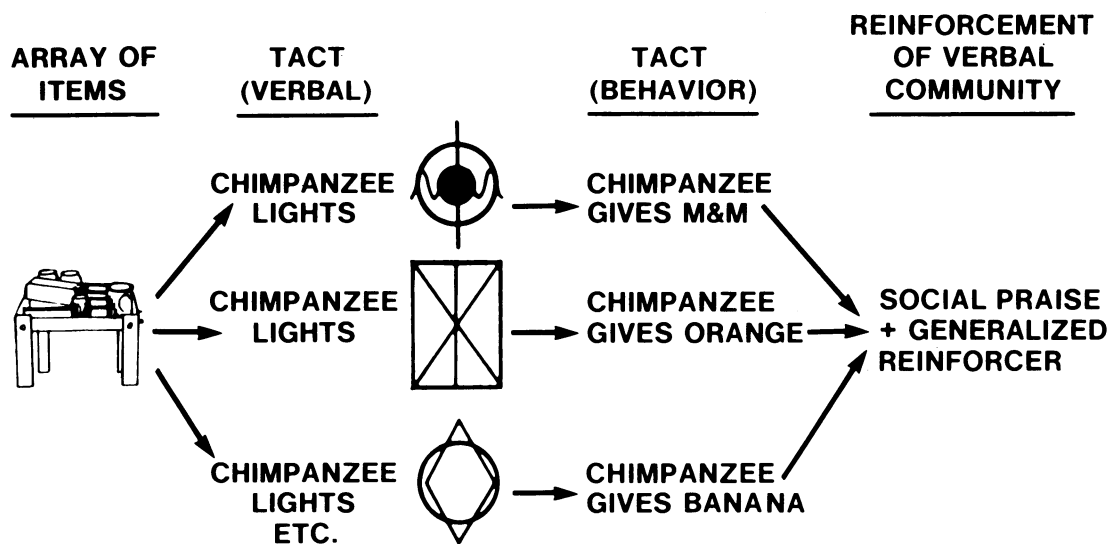 ARRAY OF
ITEMS
TACT
(VERBAL)
TACT
(BEHAVIOR)
REINFORCEMENT
OF VERBAL
COMMUNITY
CHIMPANZEE
LIGHTS
CHIMPANZEE
GIVES M&M
CHIMPANZEE
LIGHTS
CHIMPANZEE
GIVES ORANGE
SOCIAL PRAISE
+ GENERALIZED
REINFORCER
CHIMPANZEE
LIGHTS
ETC.
CHIMPANZEE
GIVES BANANA